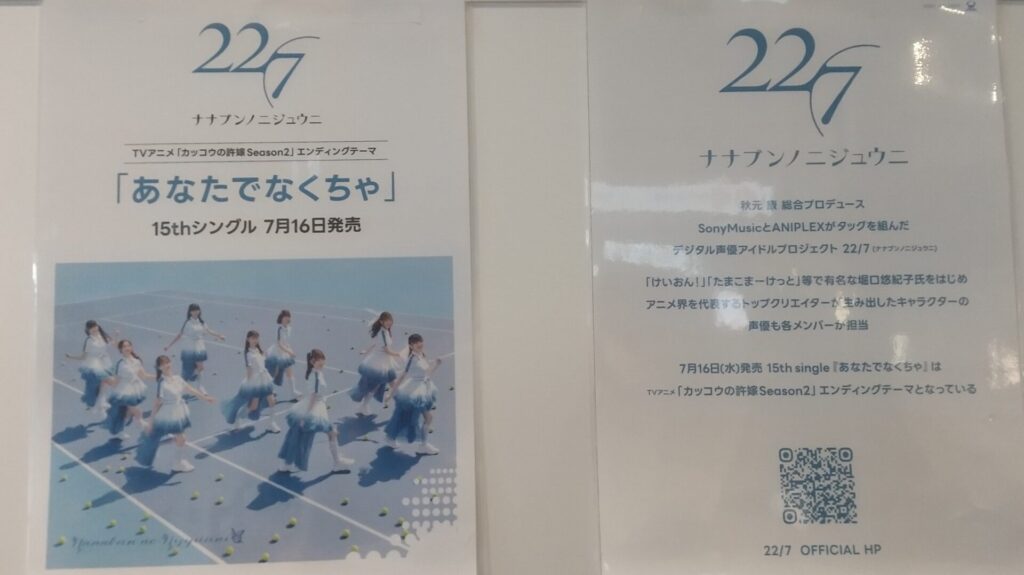 22/7
ナナブンノニジュウニ
TVアニメ「カッコウの許嫁Season2」エンディングテーマ
「あなたでなくちゃ」
15thシングル 7月16日発売
22/7
ナナブンノニジュウニ
秋元 康 総合プロデュース
SonyMusicとANIPLEXがタッグを組んだ
デジタル声優アイドルプロジェクト 22/7 (ナナブンノニジュウニ)
「けいおん!」「たまこまーけっと」等で有名な堀口悠紀子氏をはじめ
アニメ界を代表するトップクリエイターが生み出したキャラクターの
声優も各メンバーが担当
7月16日(水)発売 15th single『あなたでなくちゃ』は
TVアニメ「カッコウの許嫁Season2」エンディングテーマとなっている
22/7 OFFICIAL HP